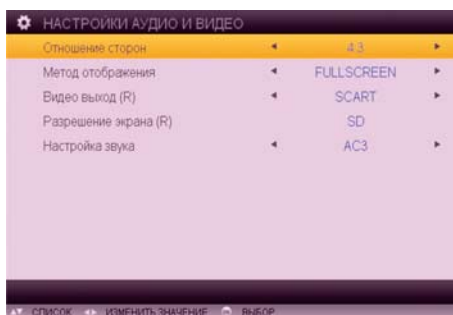 НАСТРОЙКИ АУДИО И ВИДЕО
Отношение сторон 4:3
Метод отображения FULLSCREEN
Видео выход (R) SCART
Разрешение экрана (R) SD
Настройка звука AC3
СПИСОК ИЗМЕНИТЬ ЗНАЧЕНИЕ ВЫБОР